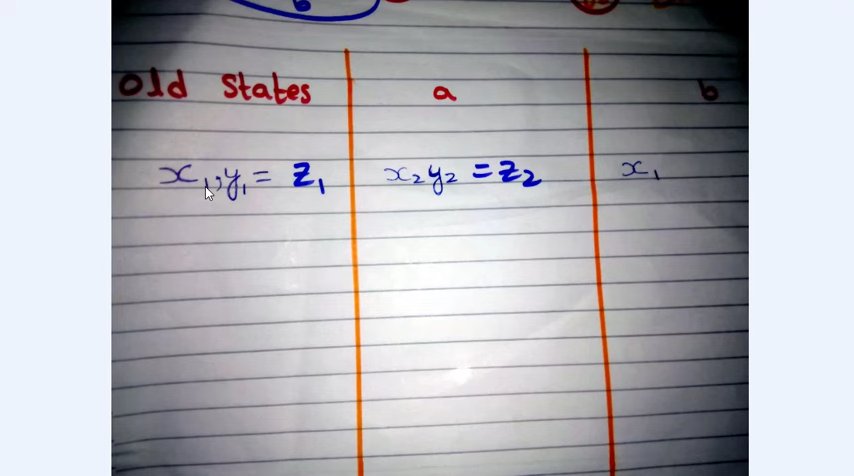 Old States a b
x₁,y₁ = Z₁ x₂y₂ = Z₂ x₁